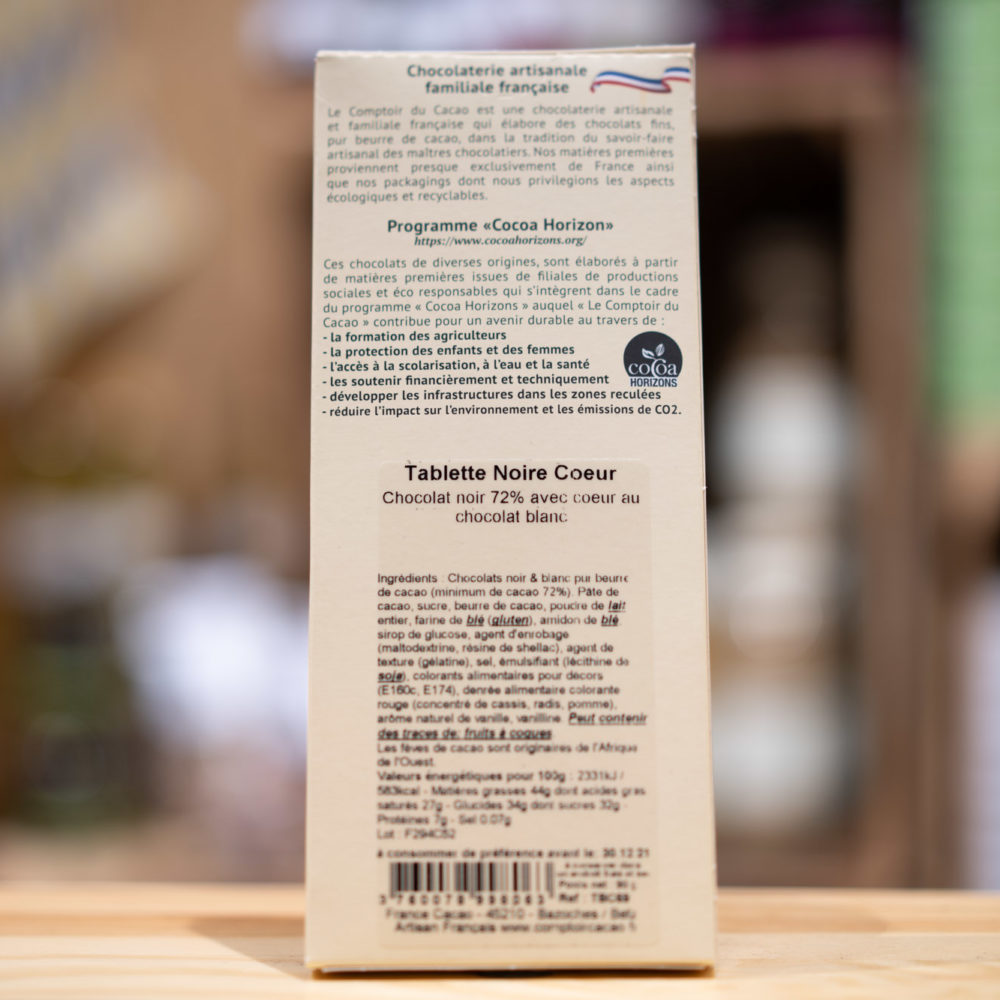 Chocolaterie artisanale
familiale française
Le Comptoir du Cacao est une chocolaterie artisanale
et familiale française qui élabore des chocolats fins,
pur beurre de cacao, dans la tradition du savoir-faire
artisanal des maîtres chocolatiers. Nos matières premières
proviennent presque exclusivement de France ainsi
que nos packagings dont nous privilegions les aspects
écologiques et recyclables.
Programme «Cocoa Horizon»
https://www.cocoahorizons.org/
Ces chocolats de diverses origines, sont élaborés à partir
de matières premières issues de filiales de productions
sociales et éco responsables qui s'intègrent dans le cadre
du programme « Cocoa Horizons » auquel « Le Comptoir du
Cacao » contribue pour un avenir durable au travers de :
- la formation des agriculteurs
- la protection des enfants et des femmes
- l'accès à la scolarisation, à l'eau et la santé
- les soutenir financièrement et techniquement
- développer les infrastructures dans les zones reculées
- réduire l'impact sur l'environnement et les émissions de CO2.
cocoa
HORIZONS
Tablette Noire Coeur
Chocolat noir 72% avec coeur au
chocolat blanc
Ingrédients : Chocolats noir & blanc pur beurre
de cacao (minimum de cacao 72%). Pâte de
cacao, sucre, beurre de cacao, poudre de lait
entier, farine de blé (gluten), amidon de blé
sirop de glucose, agent d'enrobage
(maltodextrine, résine de shellac), agent de
texture (gélatine), sel, émulsifiant (lécithine de
soja), colorants alimentaires pour décors
(E160c, E174), denrée alimentaire colorante
rouge (concentré de cassis, radis, pomme),
arôme naturel de vanille, vanilline. Peut contenir
des traces de: fruits à coques
Les fèves de cacao sont originaires de l'Afrique
de l'Ouest.
Valeurs énergétiques pour 100g : 2331kJ /
583kcal - Matières grasses 44g dont acides gras
saturés 27g - Glucides 34g dont sucres 32g -
Protéines 7g - Sel 0.07g
Lot : F294C52
à consommer de préférence avant le: 30.12.21
Poids net : 90 g
Ref : TBC69
France Cacao - 45210 - Bazoches / Betz
Artisan Français www.comptoircacao.fr